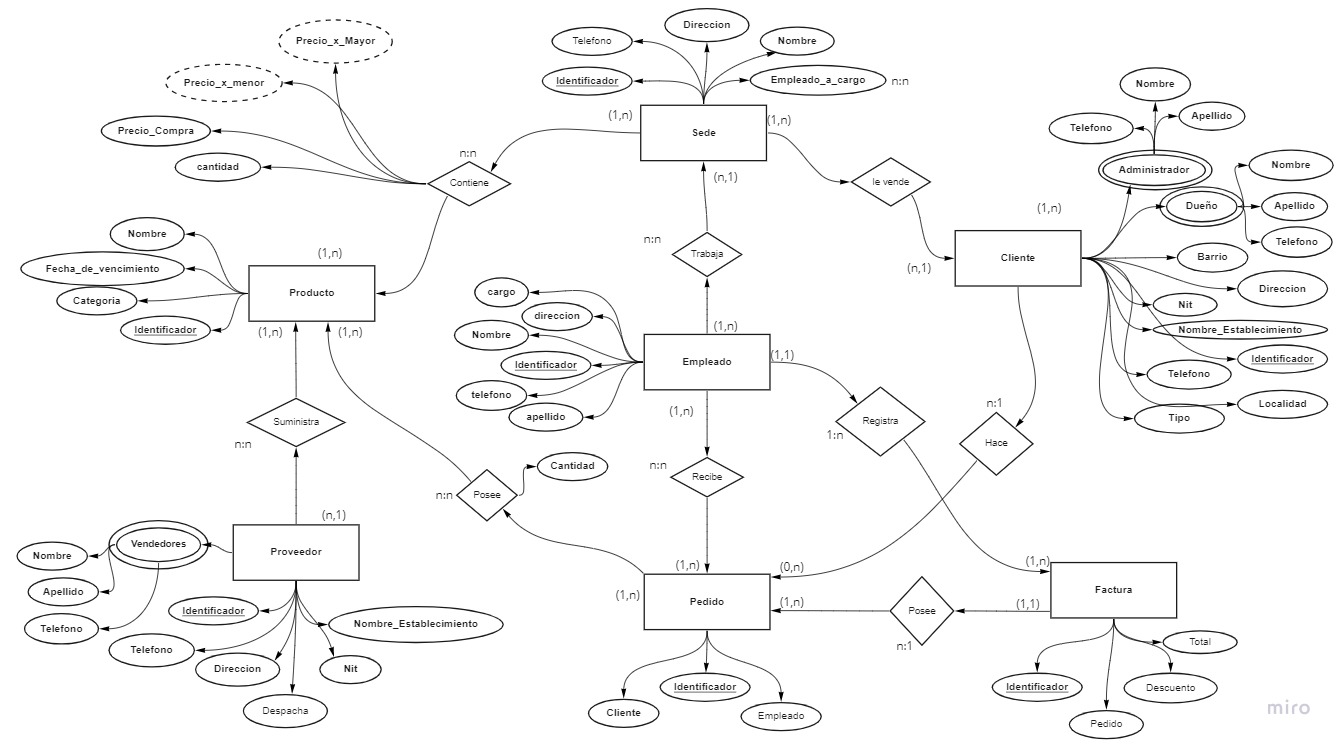 Precio_x_Mayor
Precio_x_menor
Precio_Compra
cantidad
n:n
Contiene
Telefono
Direccion
Nombre
Identificador
Empleado_a_cargo
n:n
(1,n)
Sede
(1,n)
(n,1)
le vende
(n,1)
n:n
Trabaja
(1,n)
Nombre
Telefono
Apellido
Administrador
Dueño
Nombre
Apellido
Telefono
(1,n)
Cliente
Barrio
Direccion
Nit
Nombre_Establecimiento
Identificador
Telefono
Localidad
Tipo
Nombre
Fecha_de_vencimiento
Categoria
Identificador
(1,n)
Producto
(1,n)
(1,n)
cargo
direccion
Nombre
Identificador
telefono
apellido
Empleado
(1,1)
(1,n)
Registra
1:n
n:1
Hace
Suministra
n:n
n:n
Recibe
Cantidad
n:n
Posee
(n,1)
Proveedor
Vendedores
Nombre
Apellido
Telefono
Identificador
Telefono
Direccion
Despacha
Nit
Nombre_Establecimiento
(1,n)
(0,n)
(1,n)
Pedido
(1,n)
Posee
n:1
(1,n)
(1,1)
Factura
Cliente
Identificador
Empleado
Identificador
Pedido
Descuento
Total
miro